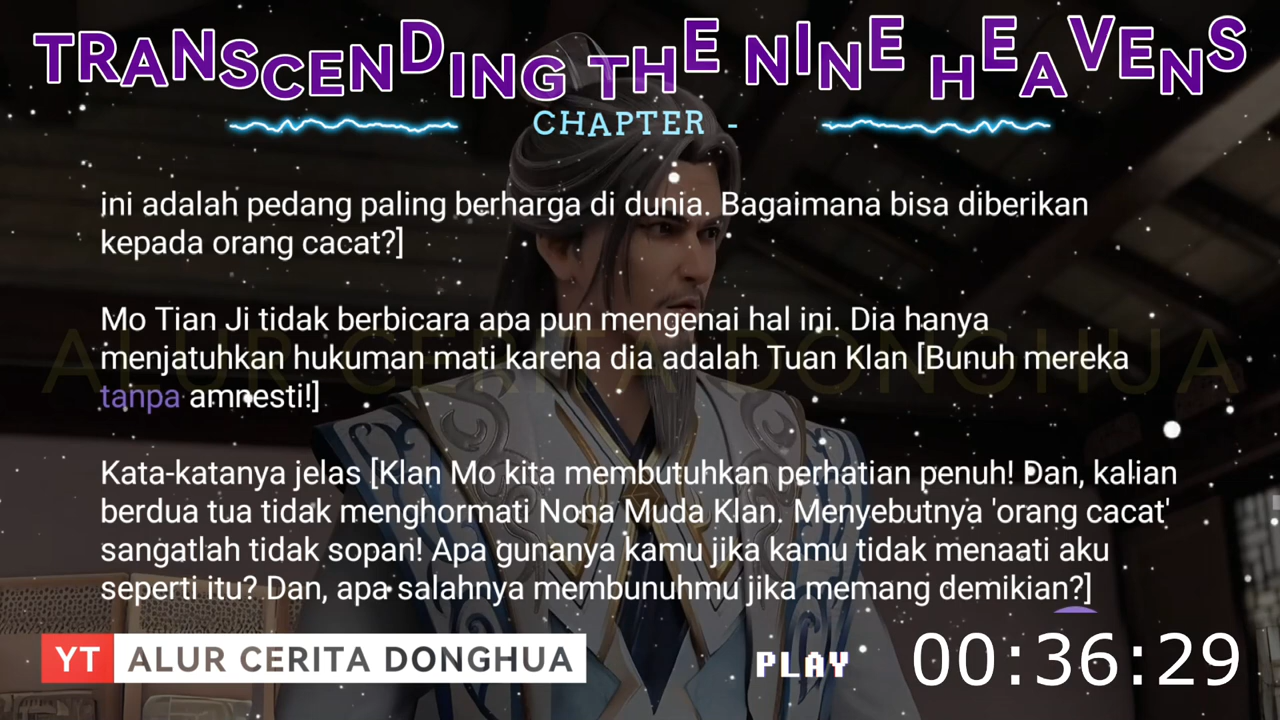 TRANSCENDING THE NINE HEAVENS
CHAPTER -
ini adalah pedang paling berharga di dunia. Bagaimana bisa diberikan
kepada orang cacat?]
Mo Tian Ji tidak berbicara apa pun mengenai hal ini. Dia hanya
menjatuhkan hukuman mati karena dia adalah Tuan Klan [Bunuh mereka
tanpa amnesti!]
ALUR CERITA DONGHUA
Kata-katanya jelas [Klan Mo kita membutuhkan perhatian penuh! Dan, kalian
berdua tua tidak menghormati Nona Muda Klan. Menyebutnya 'orang cacat'
sangatlah tidak sopan! Apa gunanya kamu jika kamu tidak menaati aku
seperti itu? Dan, apa salahnya membunuhmu jika memang demikian?]
YT ALUR CERITA DONGHUA
PLAY 00:36:29